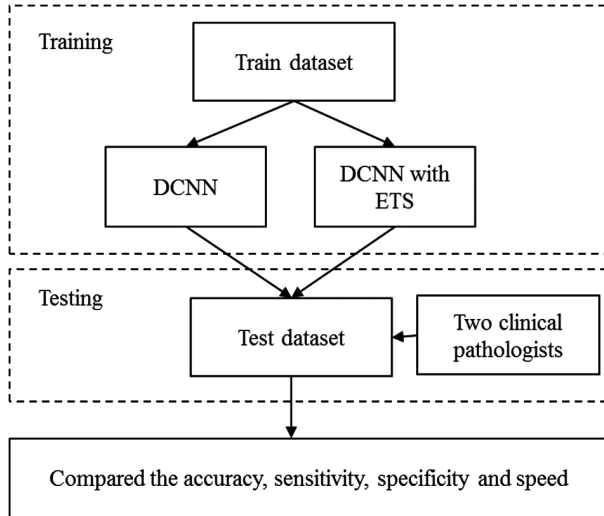 Training
Train dataset
DCNN
DCNN with
ETS
Testing
Test dataset
Two clinical
pathologists
Compared the accuracy, sensitivity, specificity and speed